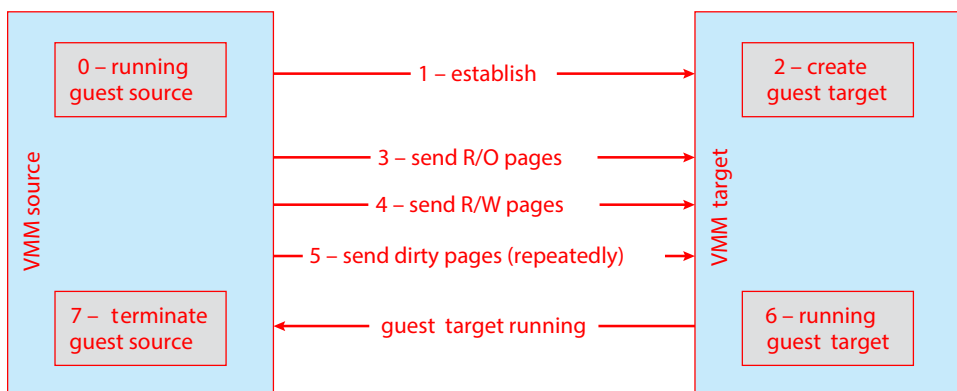 0 – running
guest source
1 – establish
2 – create
guest target
VMM source
3 – send R/O pages
4 – send R/W pages
5 – send dirty pages (repeatedly)
VMM target
7 – terminate
guest source
guest target running
6 – running
guest target